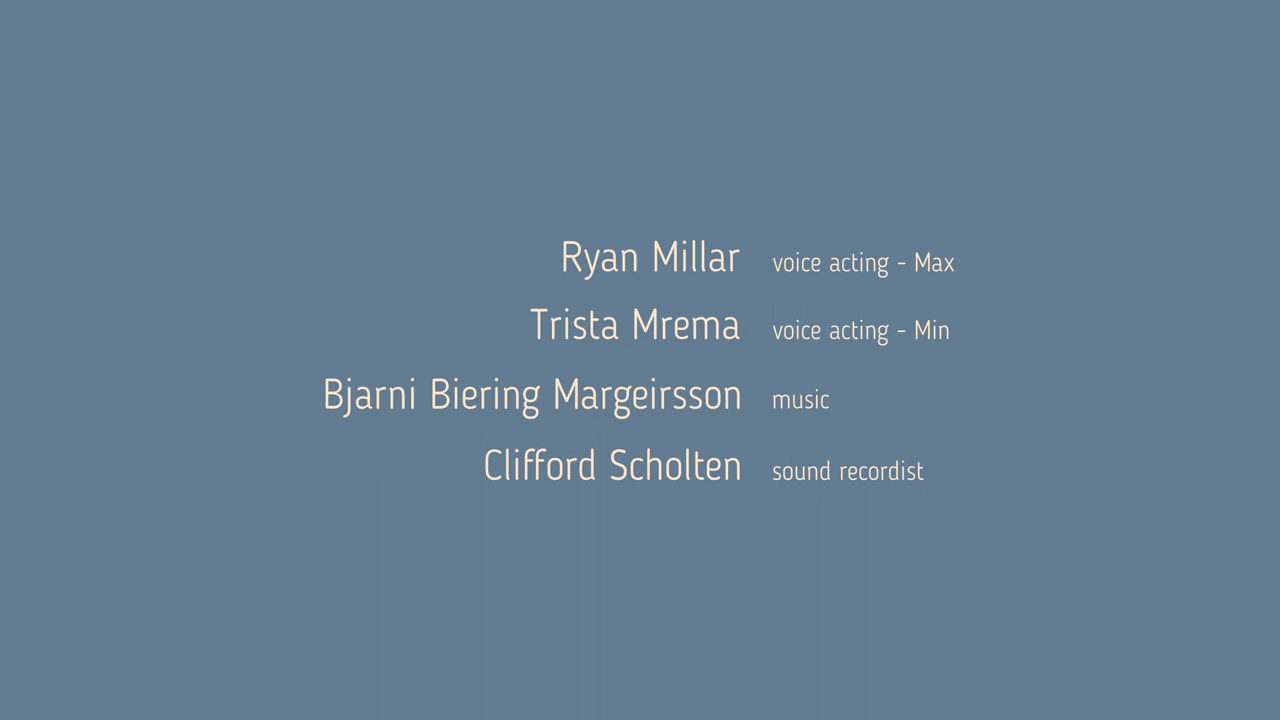 Ryan Millar voice acting - Max
Trista Mrema voice acting - Min
Bjarni Biering Margeirsson music
Clifford Scholten sound recordist